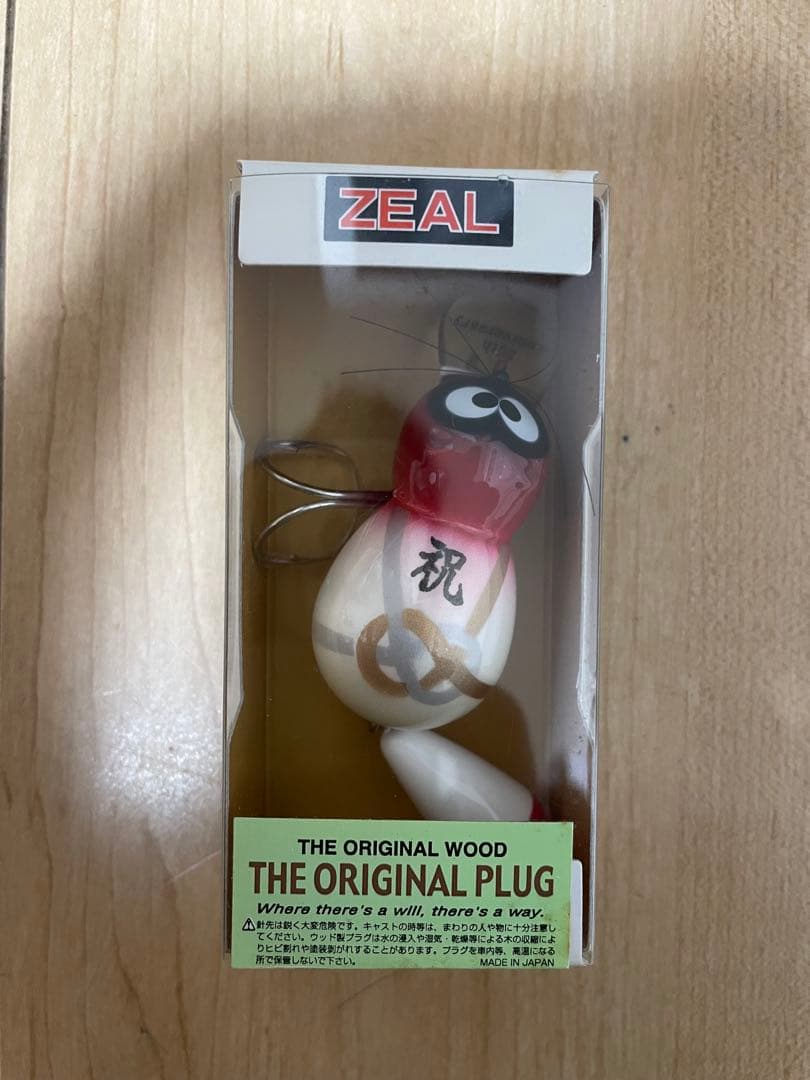 ZEAL
祝
THE ORIGINAL WOOD
THE ORIGINAL PLUG
Where there's a will, there's a way.
⚠針先は鋭く大変危険です。キャストの時等は、まわりの人や物に十分注意し
てください。ウッド製プラグは水の浸入や湿気・乾燥等による木の収縮によ
りヒビ割れや塗装剥がれすることがあります。プラグを車内等、高温になる
所で保管しないで下さい。 MADE IN JAPAN